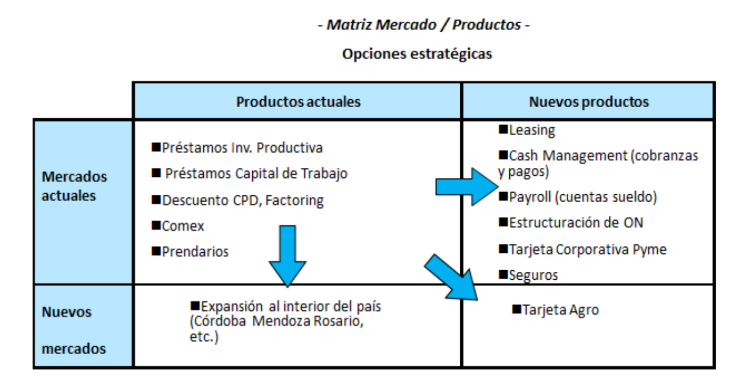 - Matriz Mercado / Productos -
Opciones estratégicas
Productos actuales
Nuevos productos
Mercados
actuales
■Préstamos Inv. Productiva
■ Préstamos Capital de Trabajo
■Descuento CPD, Factoring
■Comex
■Prendarios
■Leasing
■Cash Management (cobranzas
y pagos)
■Payroll (cuentas sueldo)
■Estructuración de ON
■Tarjeta Corporativa Pyme
■Seguros
Nuevos
mercados
■Expansión al interior del país
(Córdoba Mendoza Rosario,
etc.)
■Tarjeta Agro